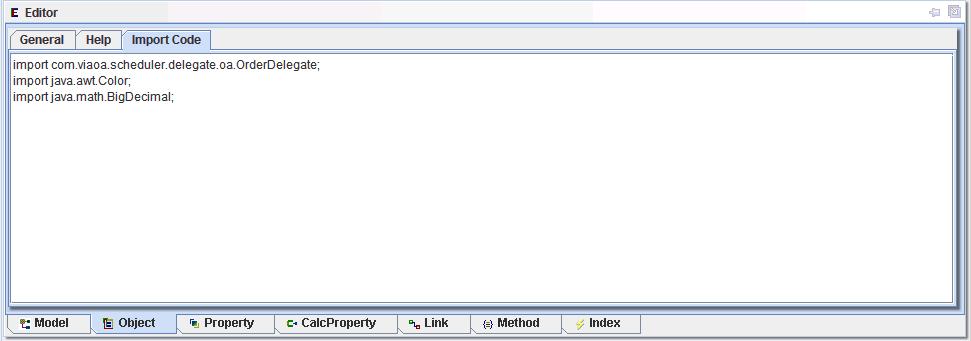 E Editor
General Help Import Code
import com.viaoa.scheduler.delegate.oa.OrderDelegate;
import java.awt.Color;
import java.math.BigDecimal;
Model Object Property CalcProperty Link Method Index